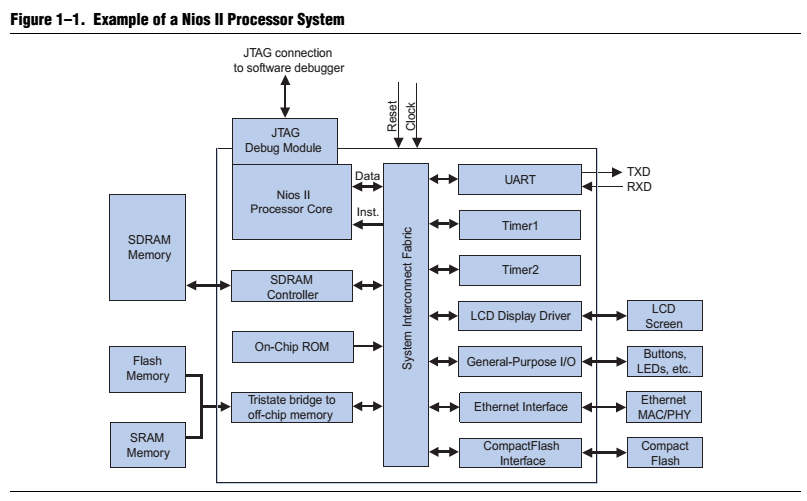 Figure 1–1. Example of a Nios II Processor System
JTAG connection
to software debugger
Reset
Clock
JTAG
Debug Module
Nios II
Processor Core
Data
Inst.
System Interconnect Fabric
UART
TXD
RXD
Timer1
Timer2
SDRAM
Memory
SDRAM
Controller
LCD Display Driver
LCD
Screen
On-Chip ROM
General-Purpose I/O
Buttons,
LEDs, etc.
Flash
Memory
Tristate bridge to
off-chip memory
Ethernet Interface
Ethernet
MAC/PHY
SRAM
Memory
CompactFlash
Interface
Compact
Flash